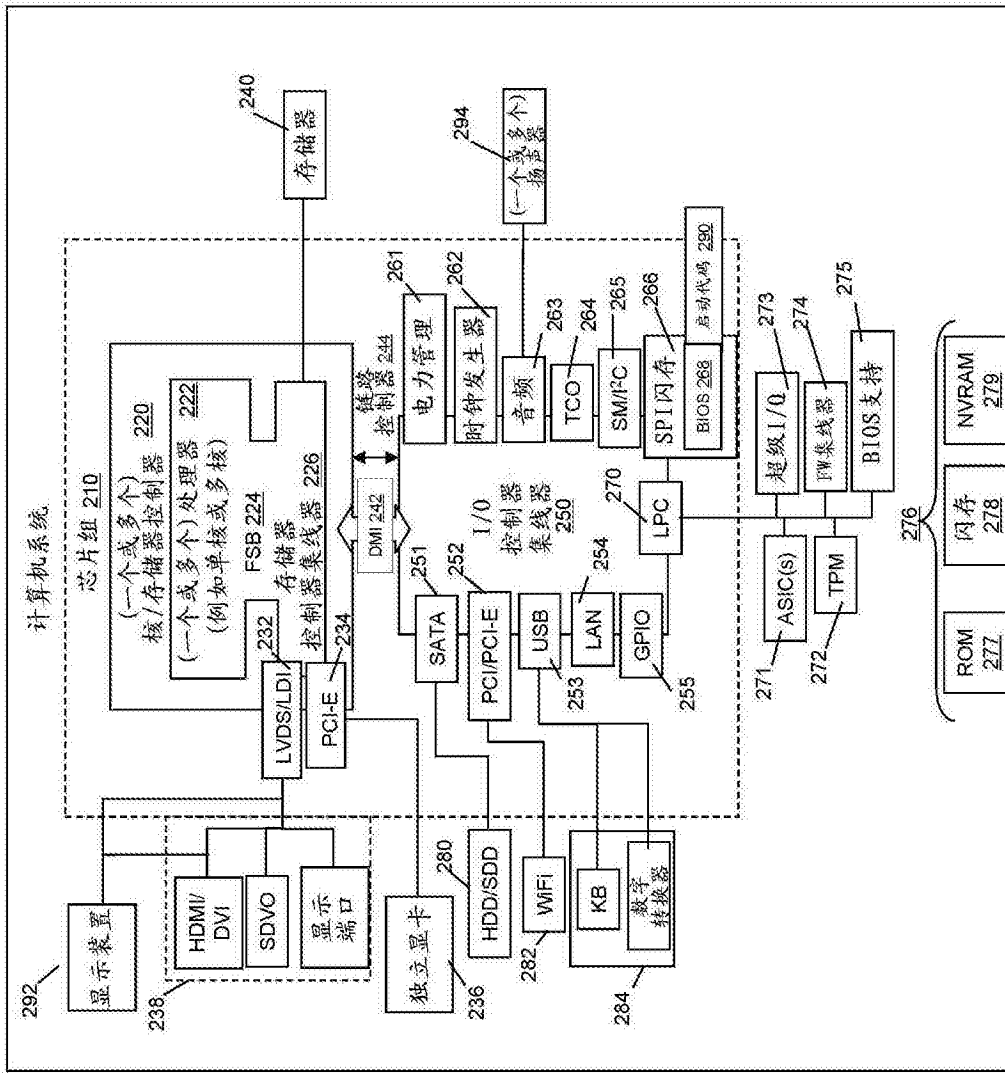 计算机系统
芯片组 210
(一个或多个)
核/存储器控制器
220
(一个或多个)处理器
222
(例如单核或多核)
FSB 224
存储器
控制器集线器 226
232
LVDS/LDI
234
PCI-E
240
存储器
292
显示装置
238
HDMI/
DVI
SDVO
显示
端口
独立显卡
236
DMI 242
链路
控制器 244
I/O
控制器
集线器
250
251
SATA
252
PCI/PCI-E
USB
253
254
LAN
GPIO
255
280
HDD/SDD
WiFi
282
KB
数字
转换器
284
261
电力管理
262
时钟发生器
音频
263
294
(一个或多个)
扬声器
TCO
264
SM/I²C
265
SPI闪存
266
BIOS 268
启动代码 290
270
LPC
271
ASIC(s)
272
TPM
超级I/O
273
FW集线器
274
BIOS支持
275
276
ROM
277
闪存
278
NVRAM
279